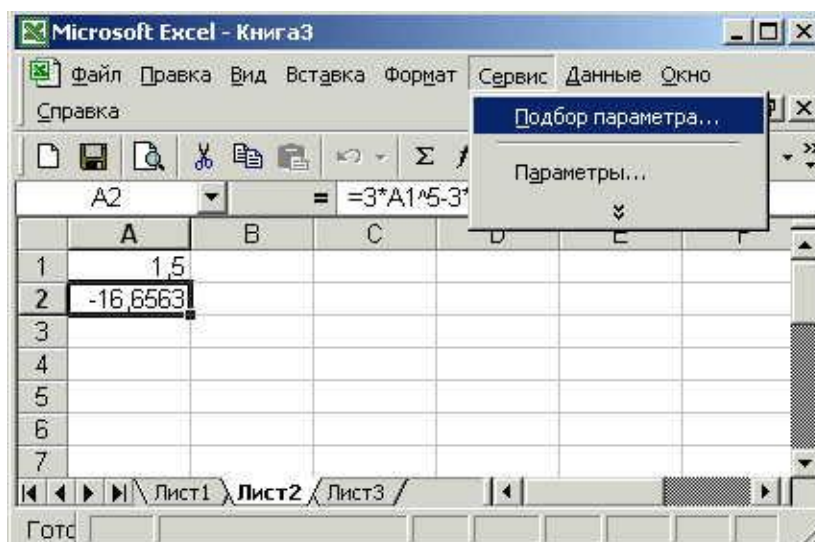 Microsoft Excel - Книга3
Файл Правка Вид Вставка Формат Сервис Данные Окно
Справка
Подбор параметра...
Параметры...
A2 = =3*A1^5-3*
A B C
1 1,5
2 -16,6563
3
4
5
6
7
Лист1 Лист2 Лист3